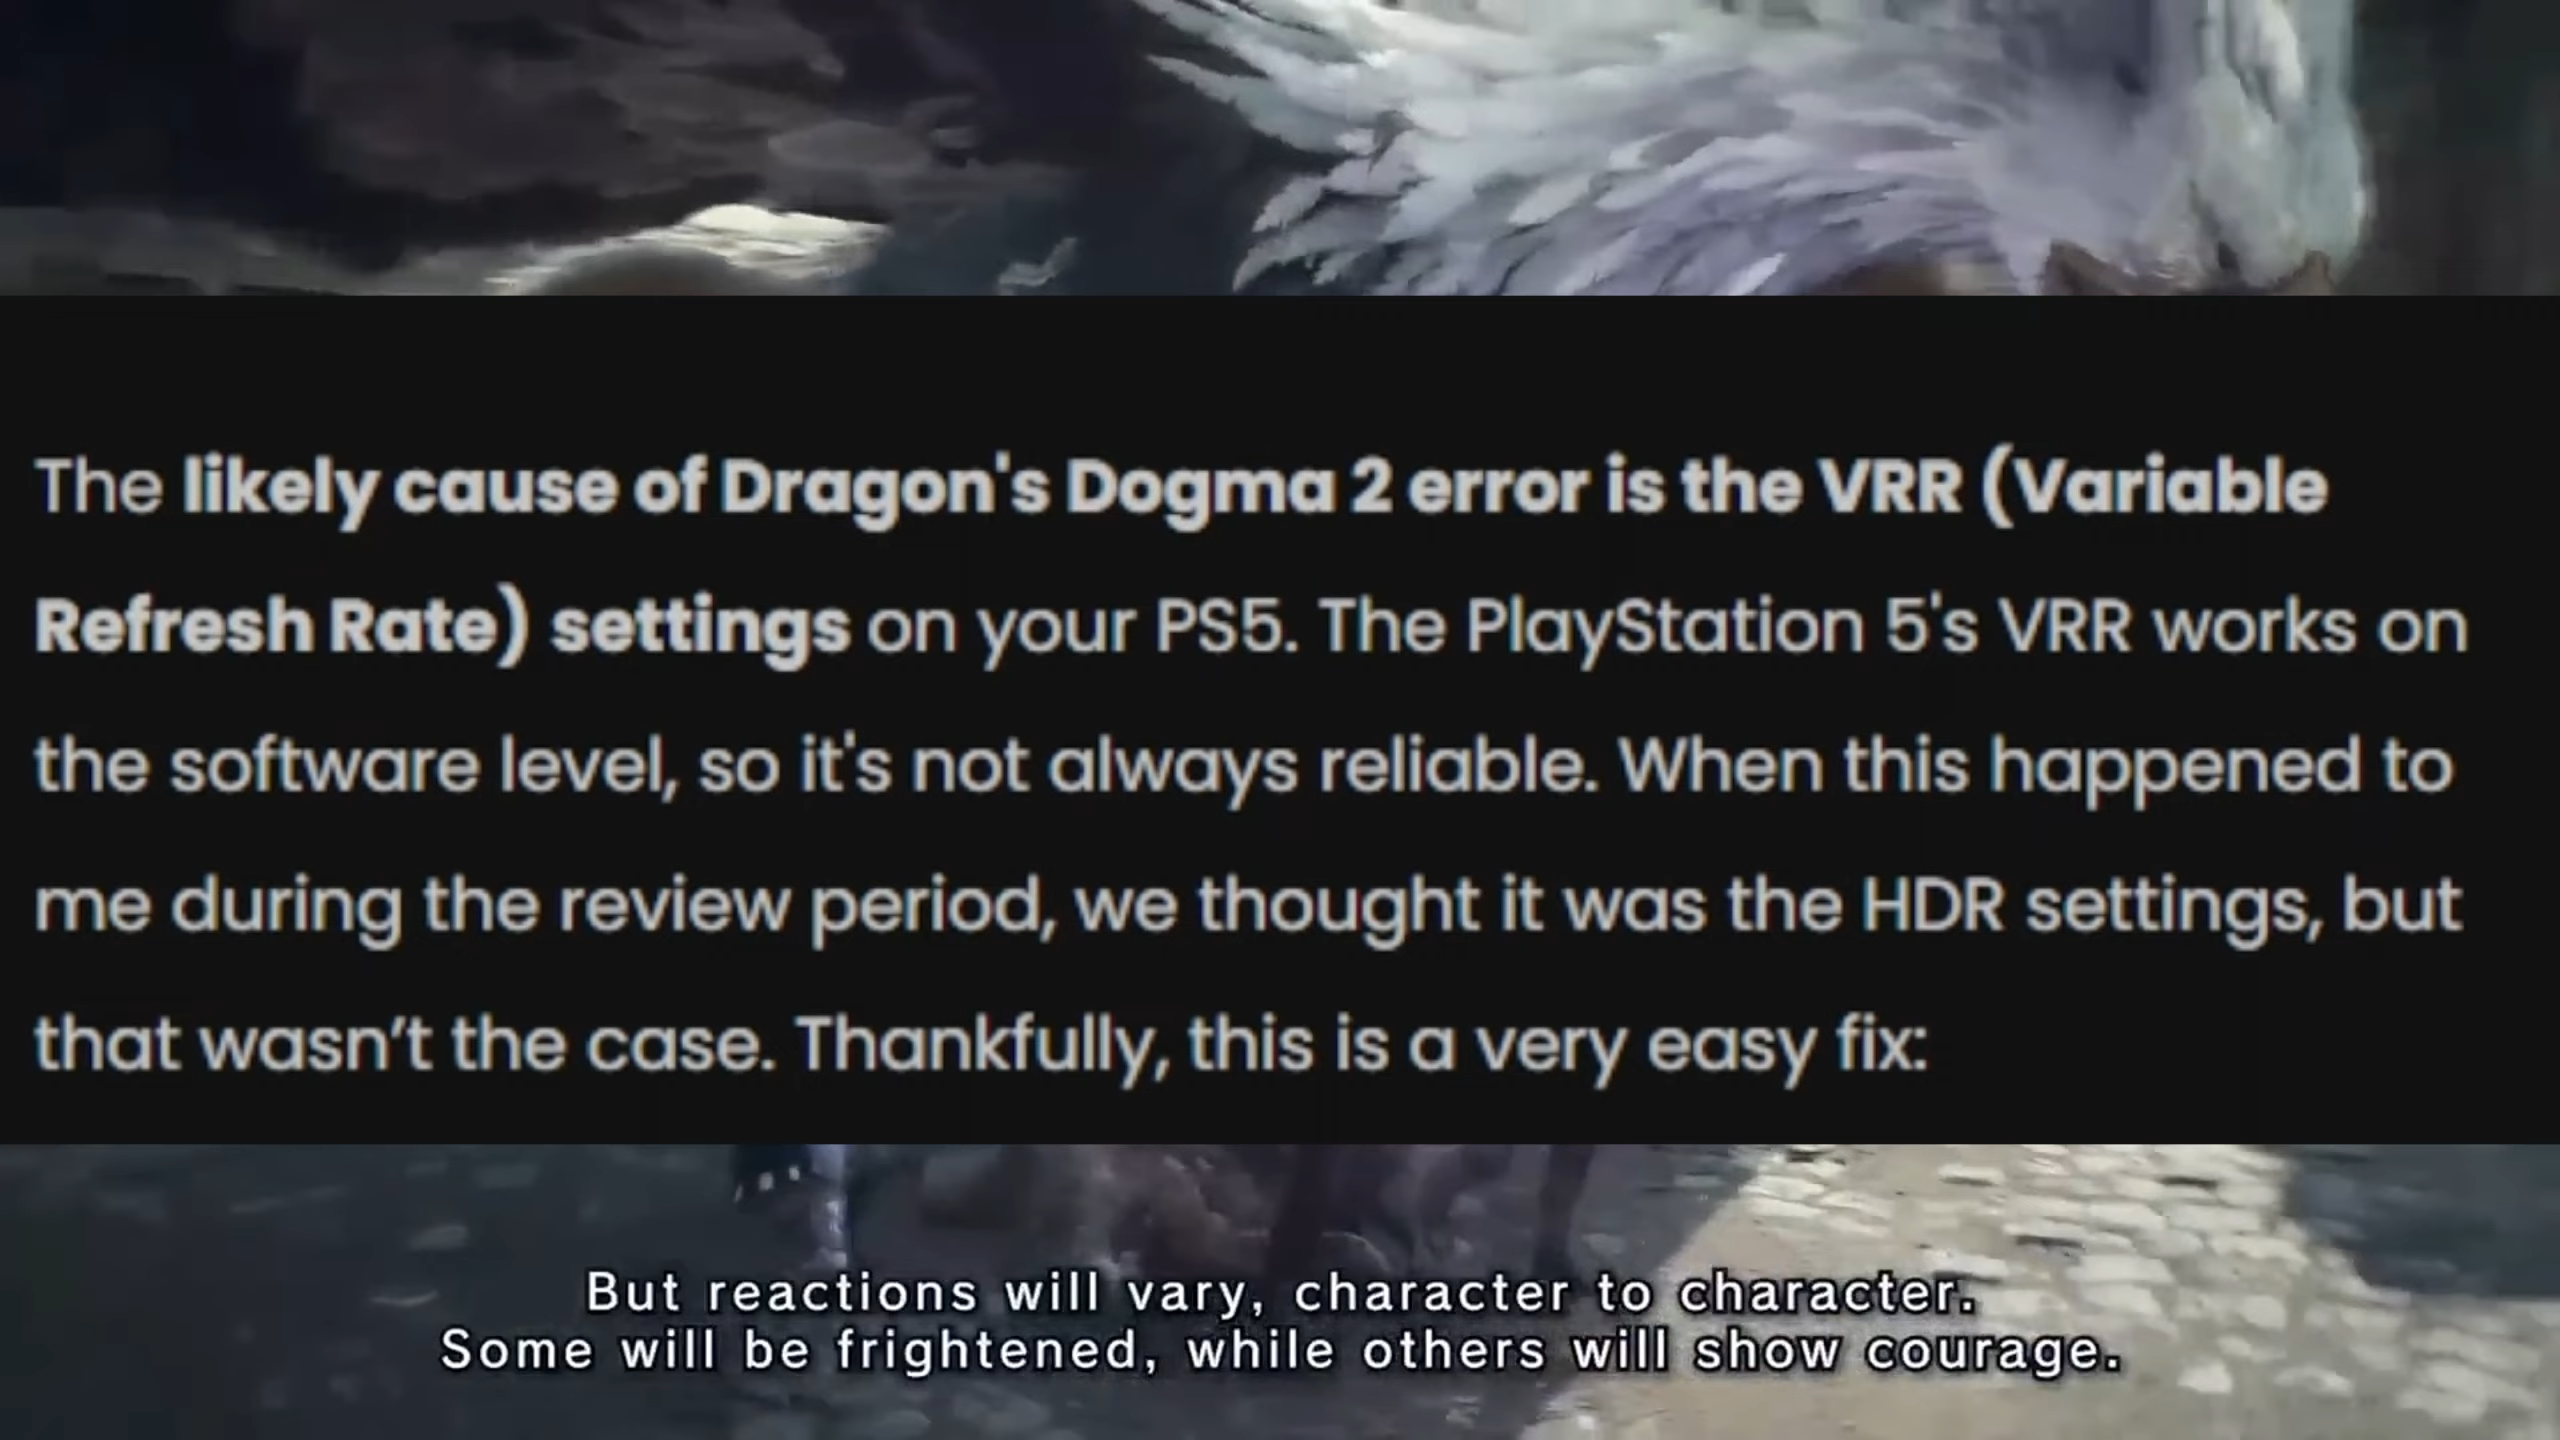 The likely cause of Dragon's Dogma 2 error is the VRR (Variable
Refresh Rate) settings on your PS5. The PlayStation 5's VRR works on
the software level, so it's not always reliable. When this happened to
me during the review period, we thought it was the HDR settings, but
that wasn’t the case. Thankfully, this is a very easy fix:
But reactions will vary, character to character.
Some will be frightened, while others will show courage.